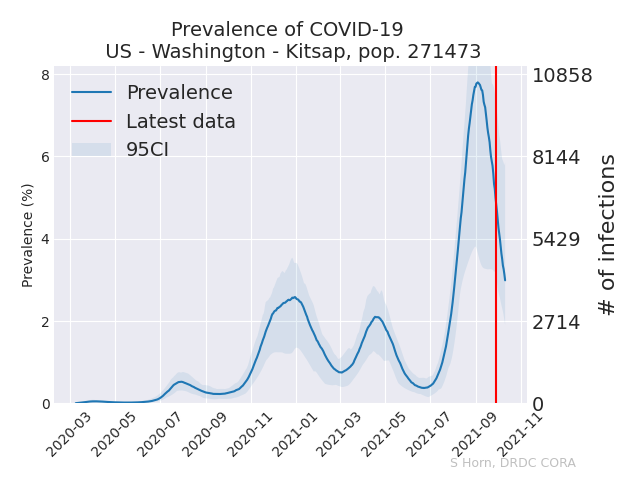 Prevalence of COVID-19
US - Washington - Kitsap, pop. 271473
Prevalence
Latest data
95CI
Prevalence (%)
8
6
4
2
0
10858
8144
5429
2714
0
# of infections
2020-03
2020-05
2020-07
2020-09
2020-11
2021-01
2021-03
2021-05
2021-07
2021-09
2021-11
S Horn, DRDC CORA